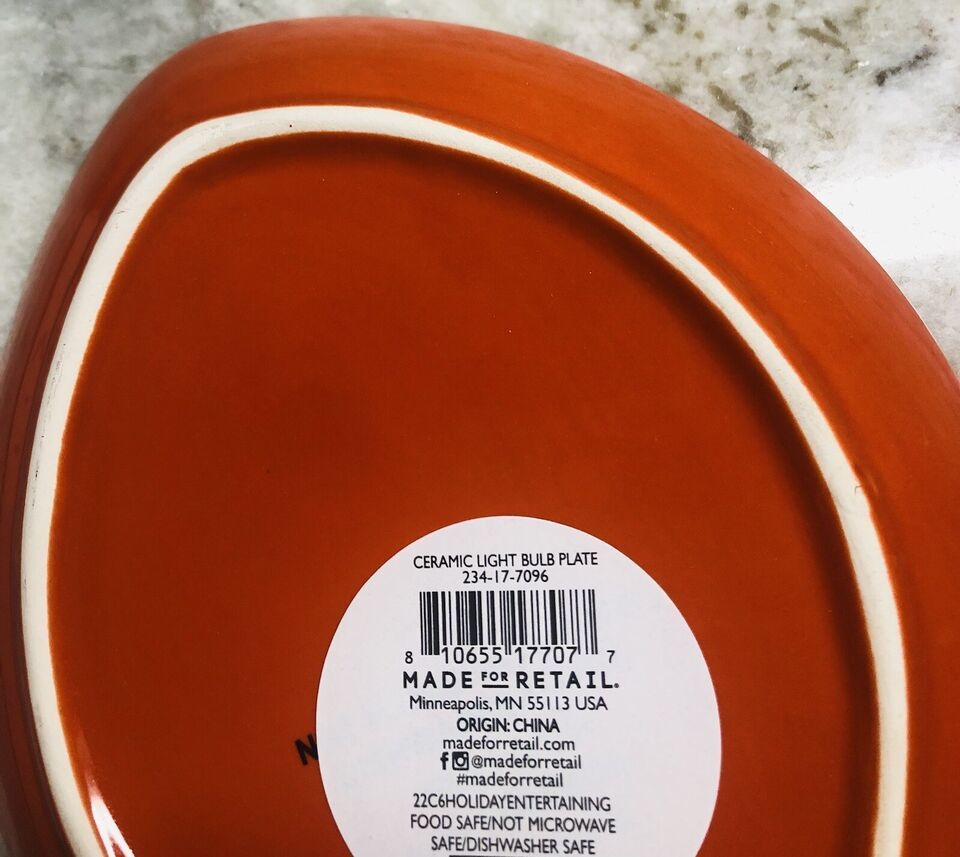 CERAMIC LIGHT BULB PLATE
234-17-7096
8 10655 17707 7
MADE FOR RETAIL®
Minneapolis, MN 55113 USA
ORIGIN: CHINA
madeforretail.com
@madeforretail
#madeforretail
22C6HOLIDAYENTERTAINING
FOOD SAFE/NOT MICROWAVE
SAFE/DISHWASHER SAFE
N